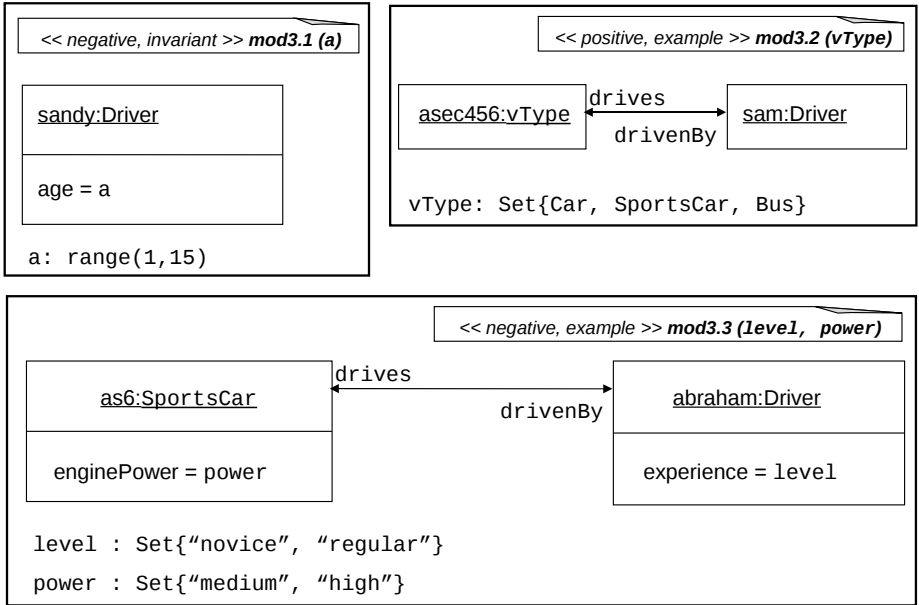 << negative, invariant >> mod3.1 (a)
sandy:Driver
age = a
a: range(1,15)
<< positive, example >> mod3.2 (vType)
asec456:vType
drives
drivenBy
sam:Driver
vType: Set{Car, SportsCar, Bus}
<< negative, example >> mod3.3 (level, power)
as6:SportsCar
enginePower = power
drives
drivenBy
abraham:Driver
experience = level
level : Set{“novice”, “regular”}
power : Set{“medium”, “high”}